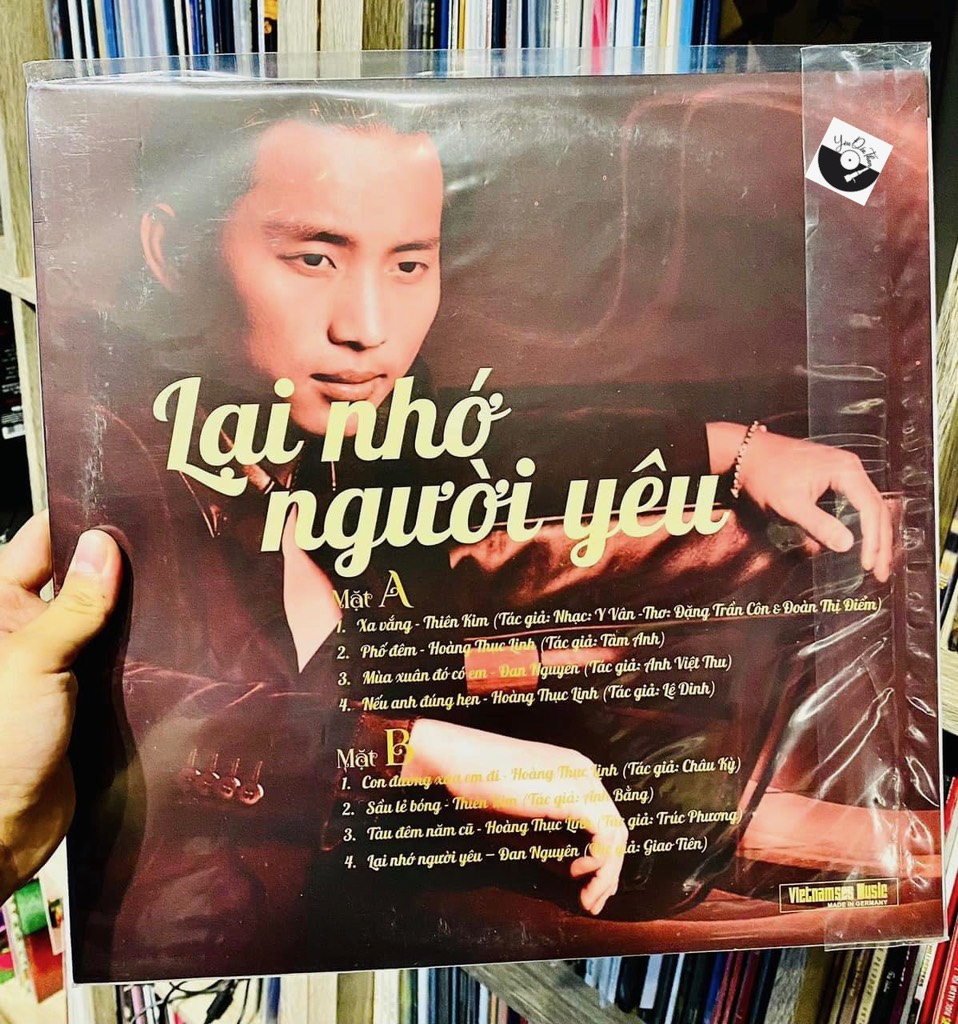 Yêu Đĩa Than
Lại nhớ
người yêu
Mặt A
1. Xa vắng - Thiên Kim (Tác giả: Nhạc: Y Vân -Thơ: Đặng Trần Côn & Đoàn Thị Điểm)
2. Phố đêm - Hoàng Thục Linh (Tác giả: Tâm Anh)
3. Mùa xuân đó có em - Đan Nguyên (Tác giả: Anh Việt Thu)
4. Nếu anh đúng hẹn - Hoàng Thục Linh (Tác giả: Lê Dinh)
Mặt B
1. Con đường xưa em đi - Hoàng Thục Linh (Tác giả: Châu Kỳ)
2. Sầu lẻ bóng - Thiên Kim (Tác giả: Anh Bằng)
3. Tàu đêm năm cũ - Hoàng Thục Linh (Tác giả: Trúc Phương)
4. Lại nhớ người yêu – Đan Nguyên (Tác giả: Giao Tiên)
Vietnamses Music
MADE IN GERMANY